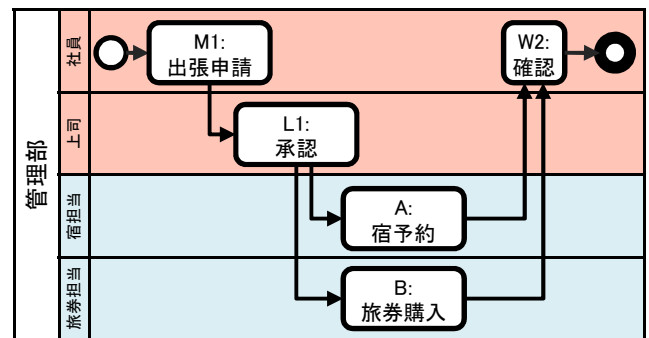 管理部
社員
M1:
出張申請
W2:
確認
上司
L1:
承認
宿担当
A:
宿予約
旅券担当
B:
旅券購入